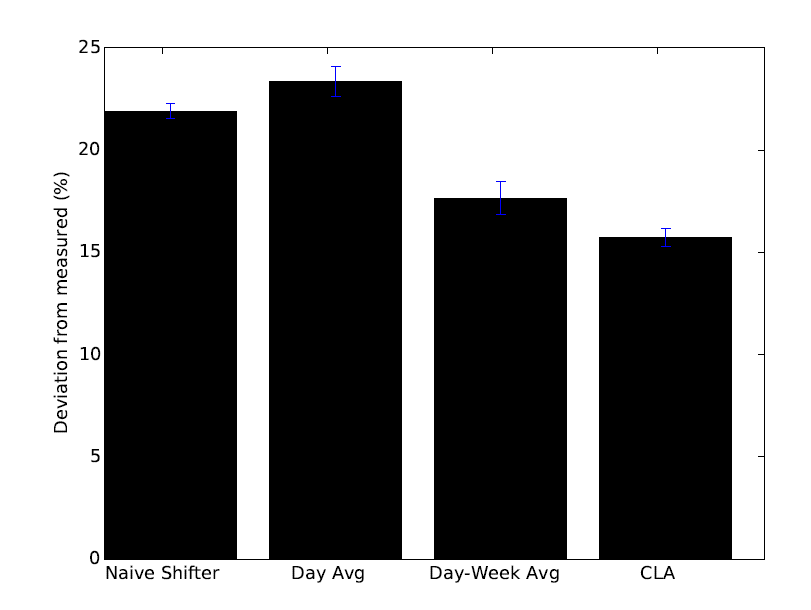 25
20
15
10
5
0
Deviation from measured (%)
Naive Shifter
Day Avg
Day-Week Avg
CLA